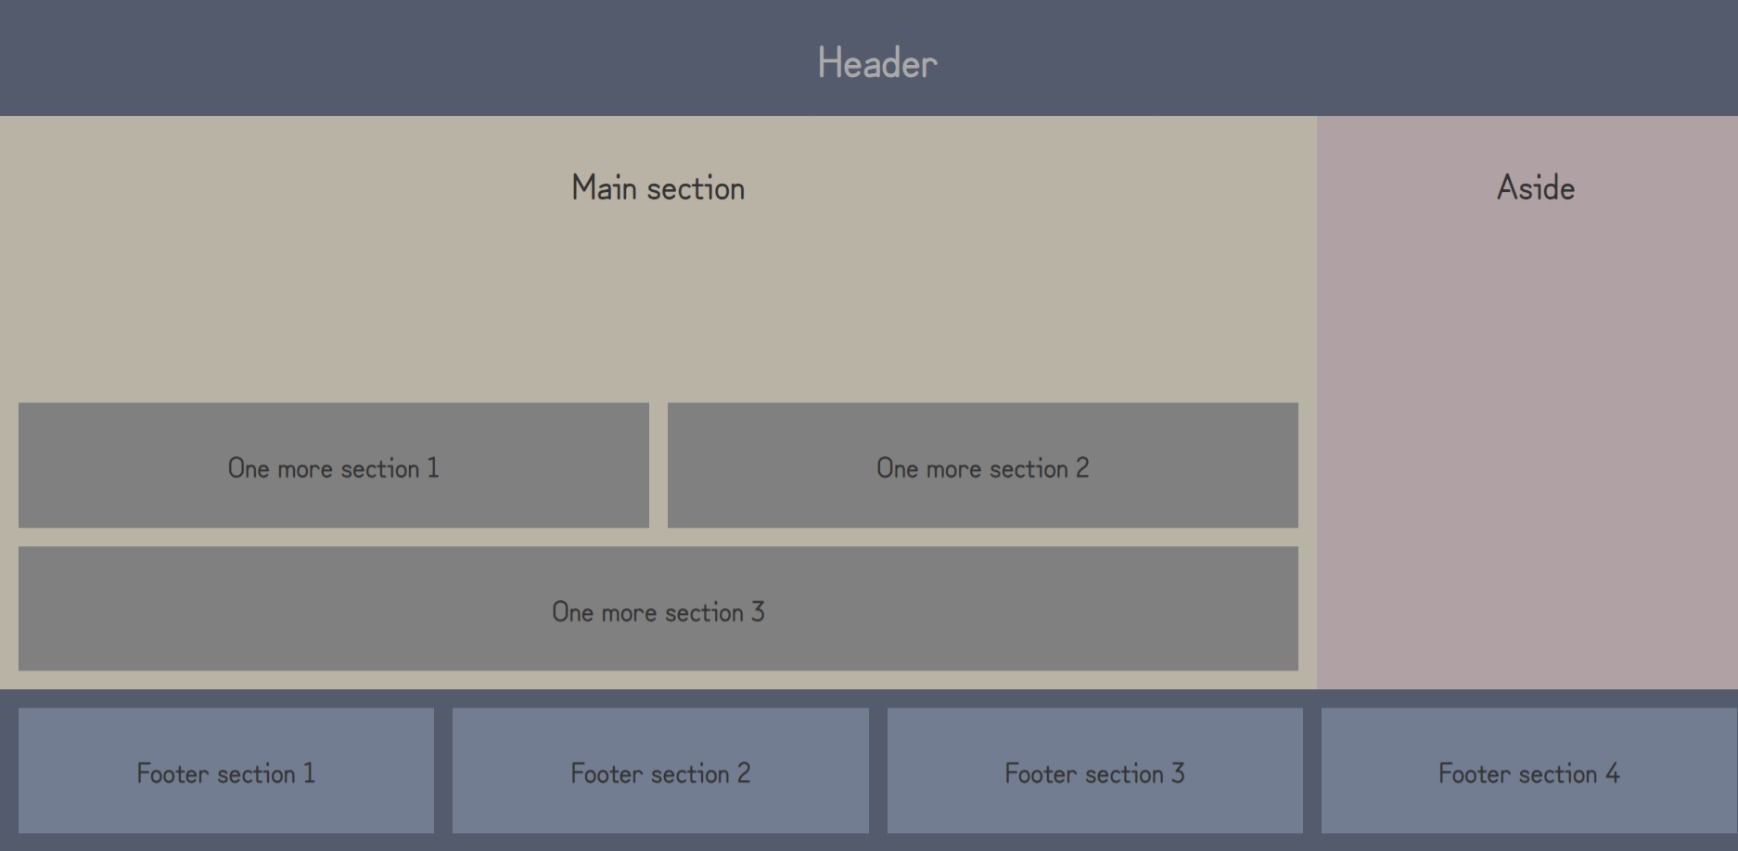 Header
Main section
Aside
One more section 1
One more section 2
One more section 3
Footer section 1
Footer section 2
Footer section 3
Footer section 4